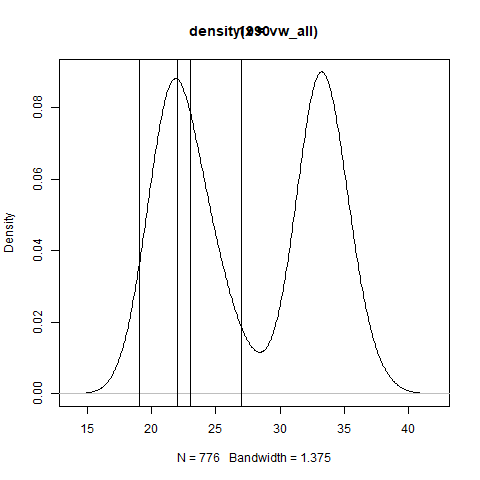 density(x = vw_all)
1990
Density
0.08
0.06
0.04
0.02
0.00
15 20 25 30 35 40
N = 776 Bandwidth = 1.375